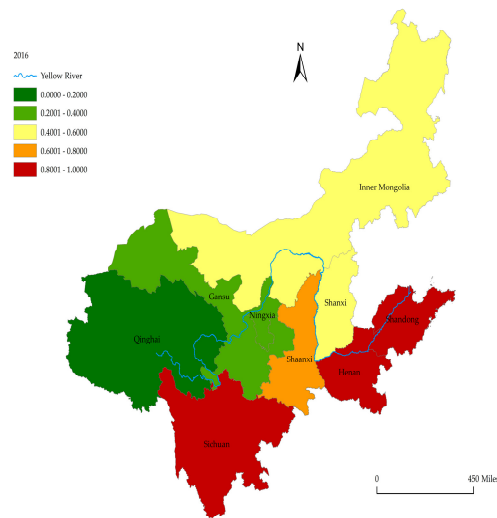 N
2016
Yellow River
0.0000 - 0.2000
0.2001 - 0.4000
0.4001 - 0.6000
0.6001 - 0.8000
0.8001 - 1.0000
Inner Mongolia
Gansu
Shanxi
Ningxia
Shandong
Qinghai
Shaanxi
Henan
Sichuan
0
450 Miles